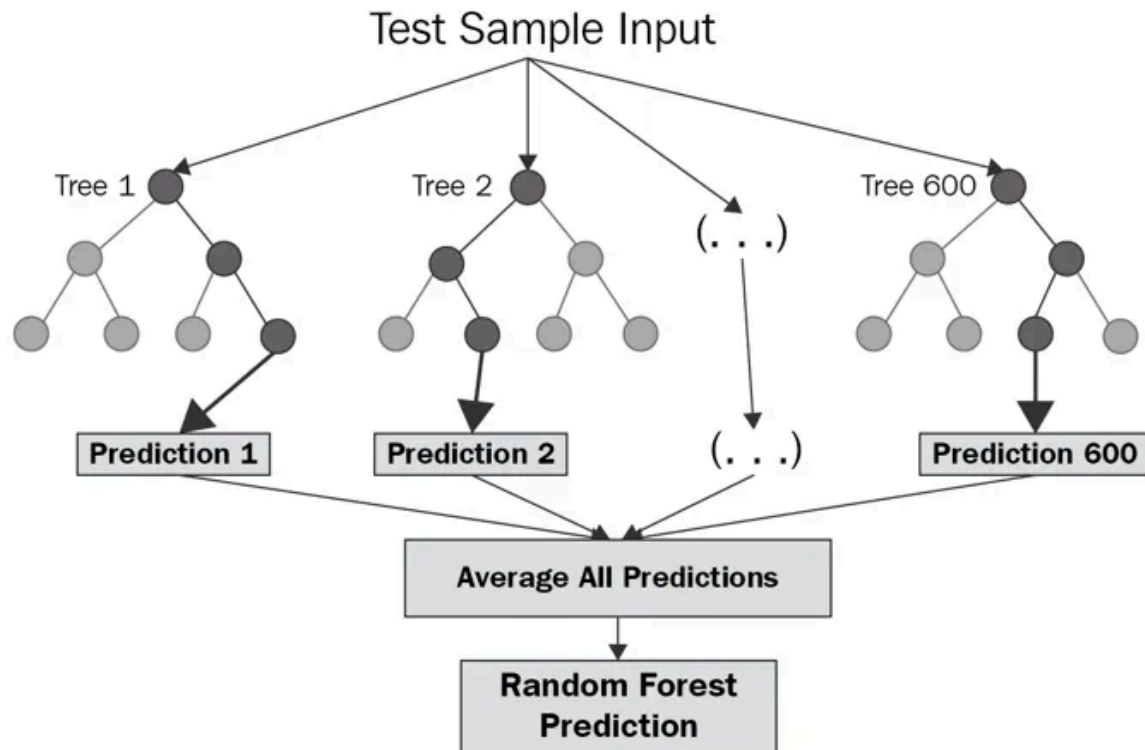 Test Sample Input
Tree 1
Tree 2
(. . .)
Tree 600
Prediction 1
Prediction 2
(. . .)
Prediction 600
Average All Predictions
Random Forest
Prediction